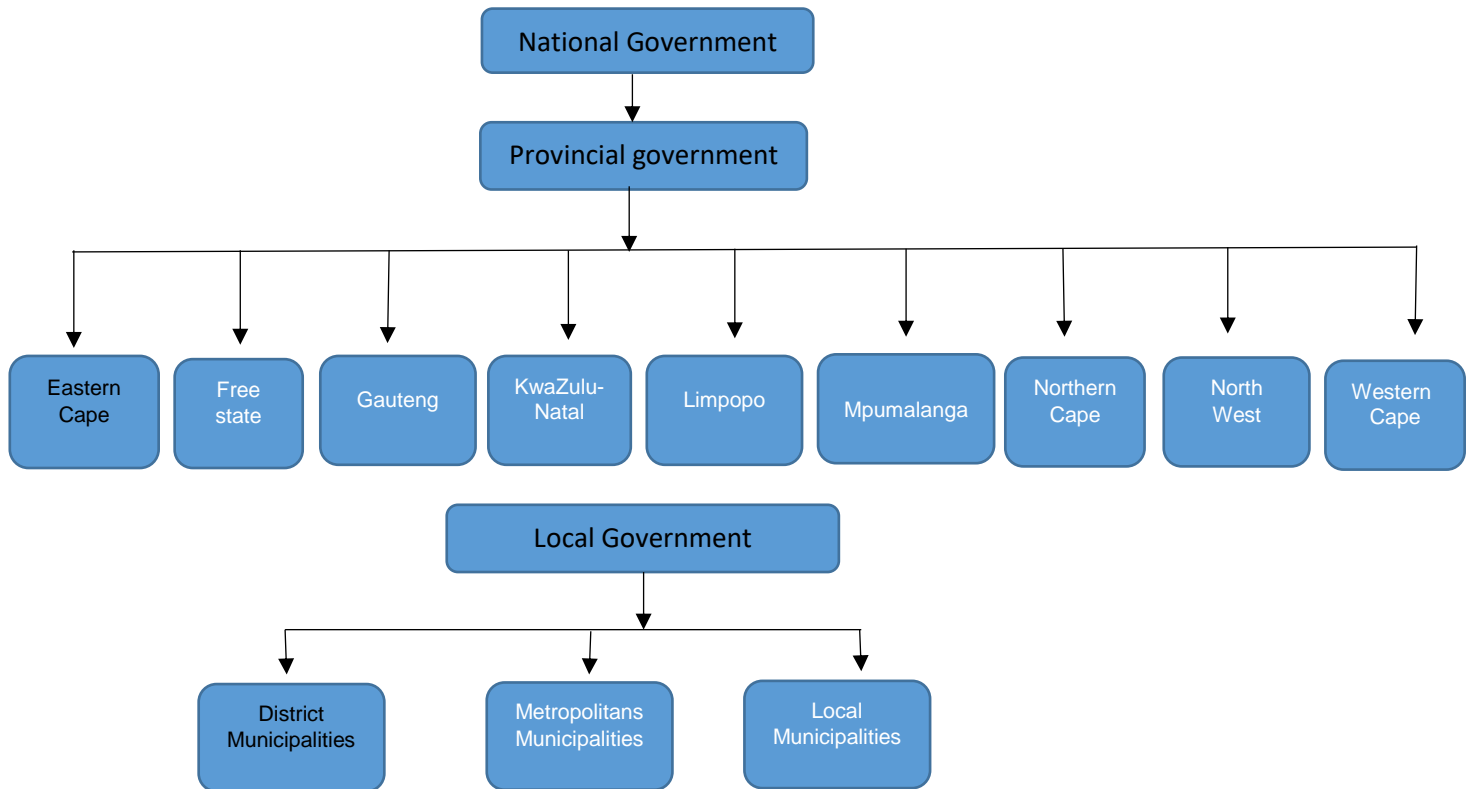 National Government
Provincial government
Eastern
Cape
Free
state
Gauteng
KwaZulu-
Natal
Limpopo
Mpumalanga
Northern
Cape
North
West
Western
Cape
Local Government
District
Municipalities
Metropolitans
Municipalities
Local
Municipalities